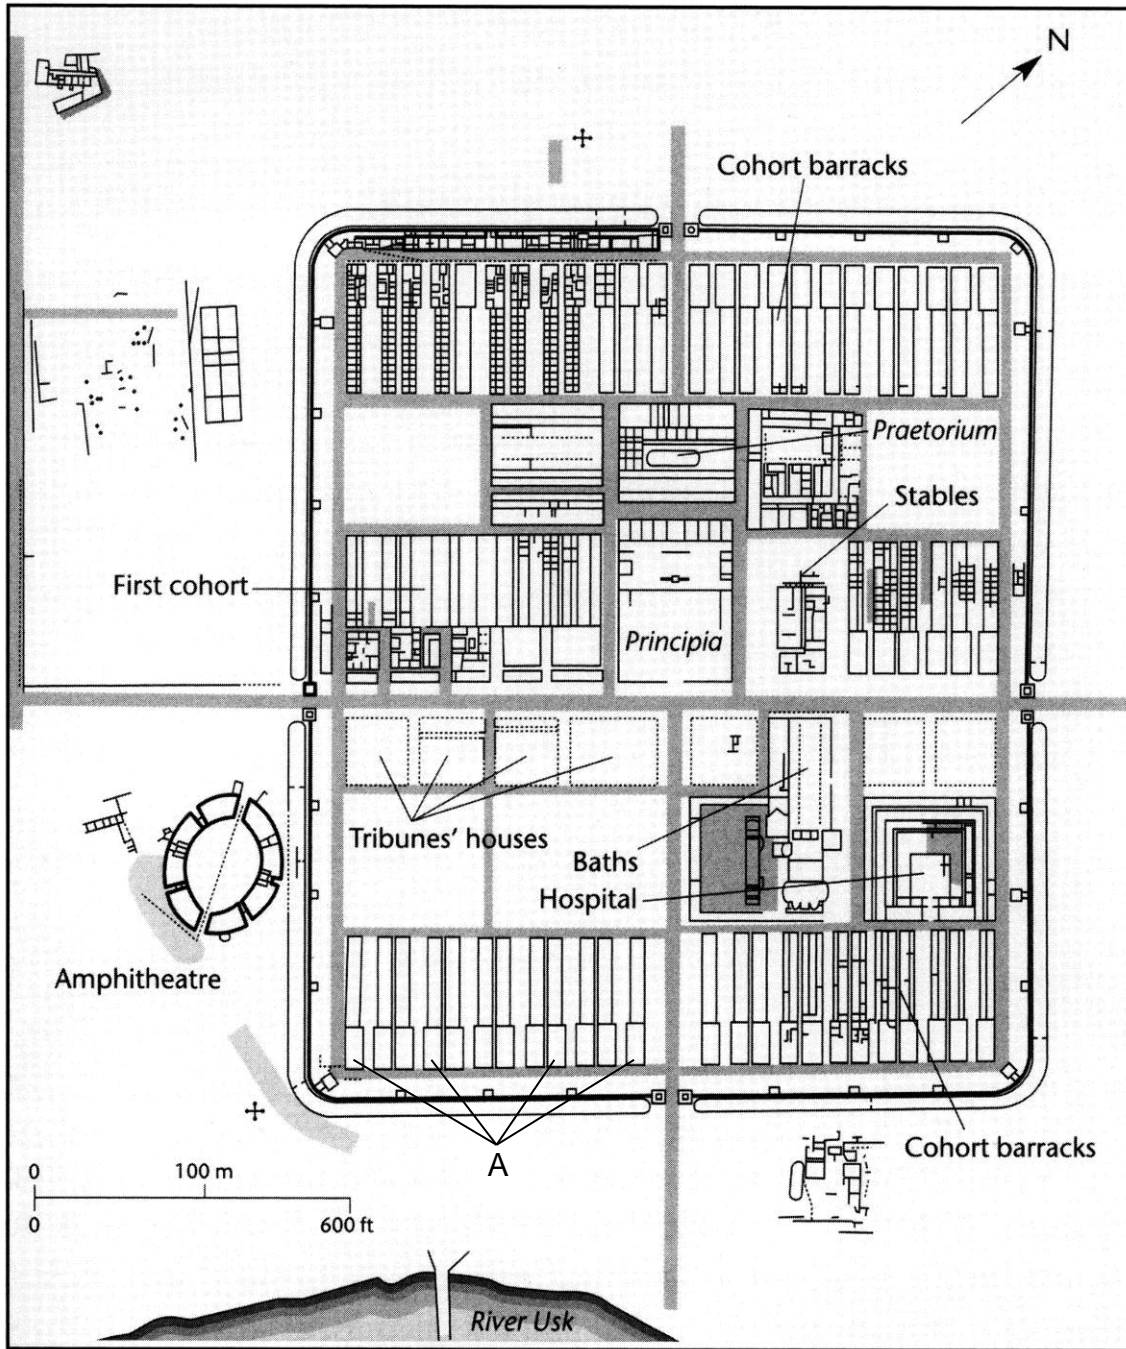 N
Cohort barracks
Praetorium
Stables
First cohort
Principia
Tribunes' houses
Baths
Hospital
Amphitheatre
A
Cohort barracks
0 100 m
0 600 ft
River Usk